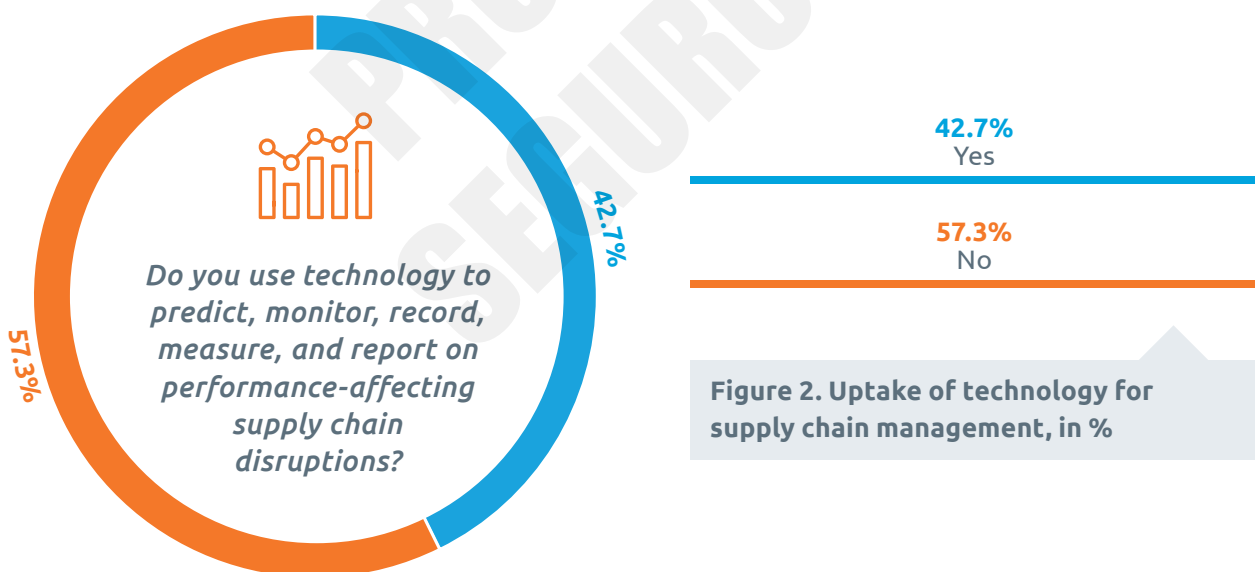 42.7%
57.3%
Do you use technology to
predict, monitor, record,
measure, and report on
performance-affecting
supply chain
disruptions?
42.7%
Yes
57.3%
No
Figure 2. Uptake of technology for
supply chain management, in %
SEGURO